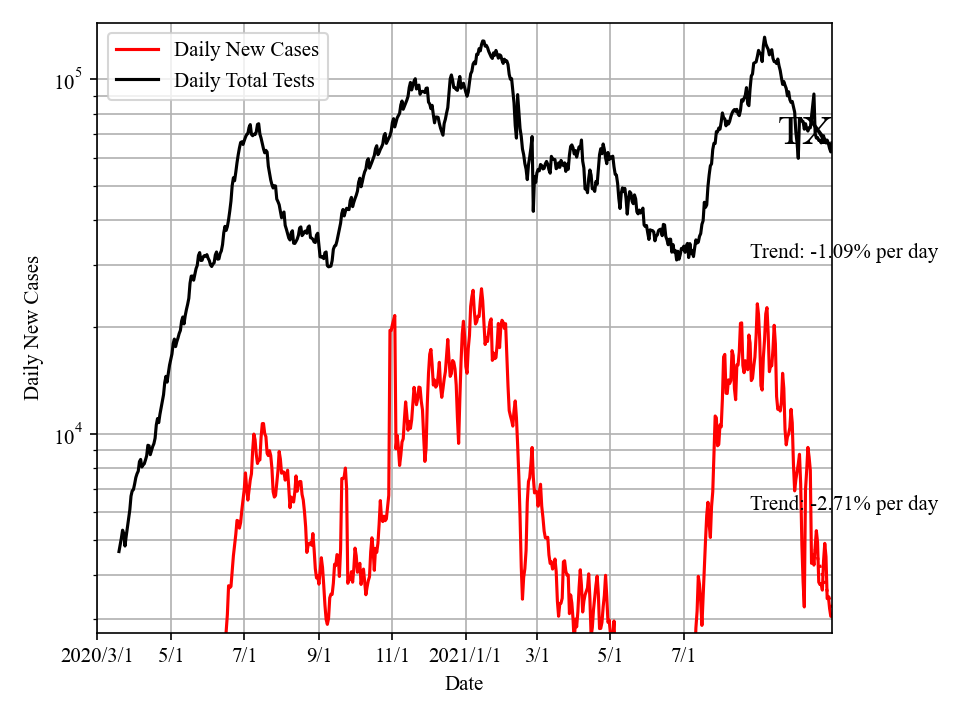 Daily New Cases
Daily Total Tests
10^5
TX
Trend: -1.09% per day
Daily New Cases
10^4
Trend: -2.71% per day
2020/3/1 5/1 7/1 9/1 11/1 2021/1/1 3/1 5/1 7/1
Date